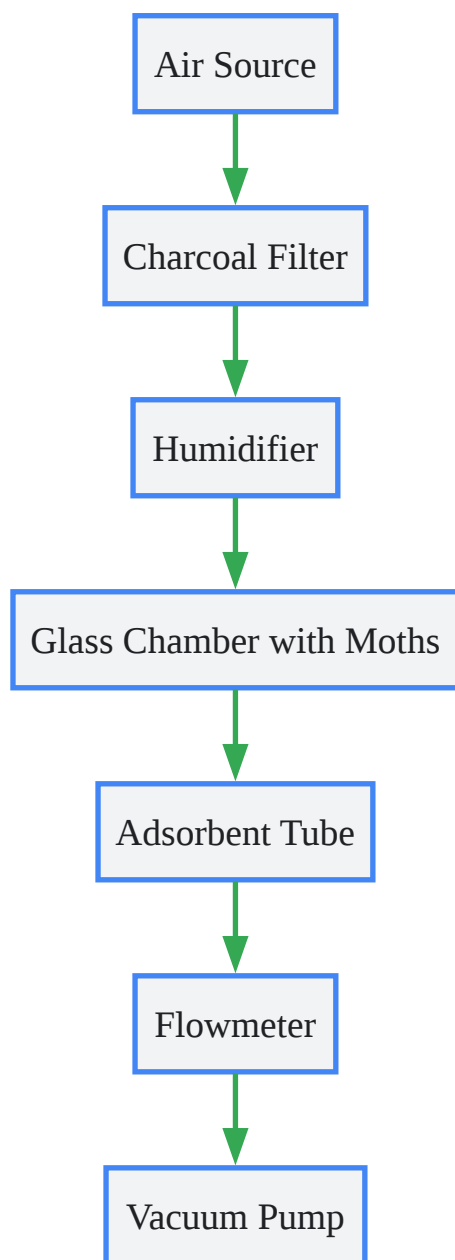 Air Source
Charcoal Filter
Humidifier
Glass Chamber with Moths
Adsorbent Tube
Flowmeter
Vacuum Pump